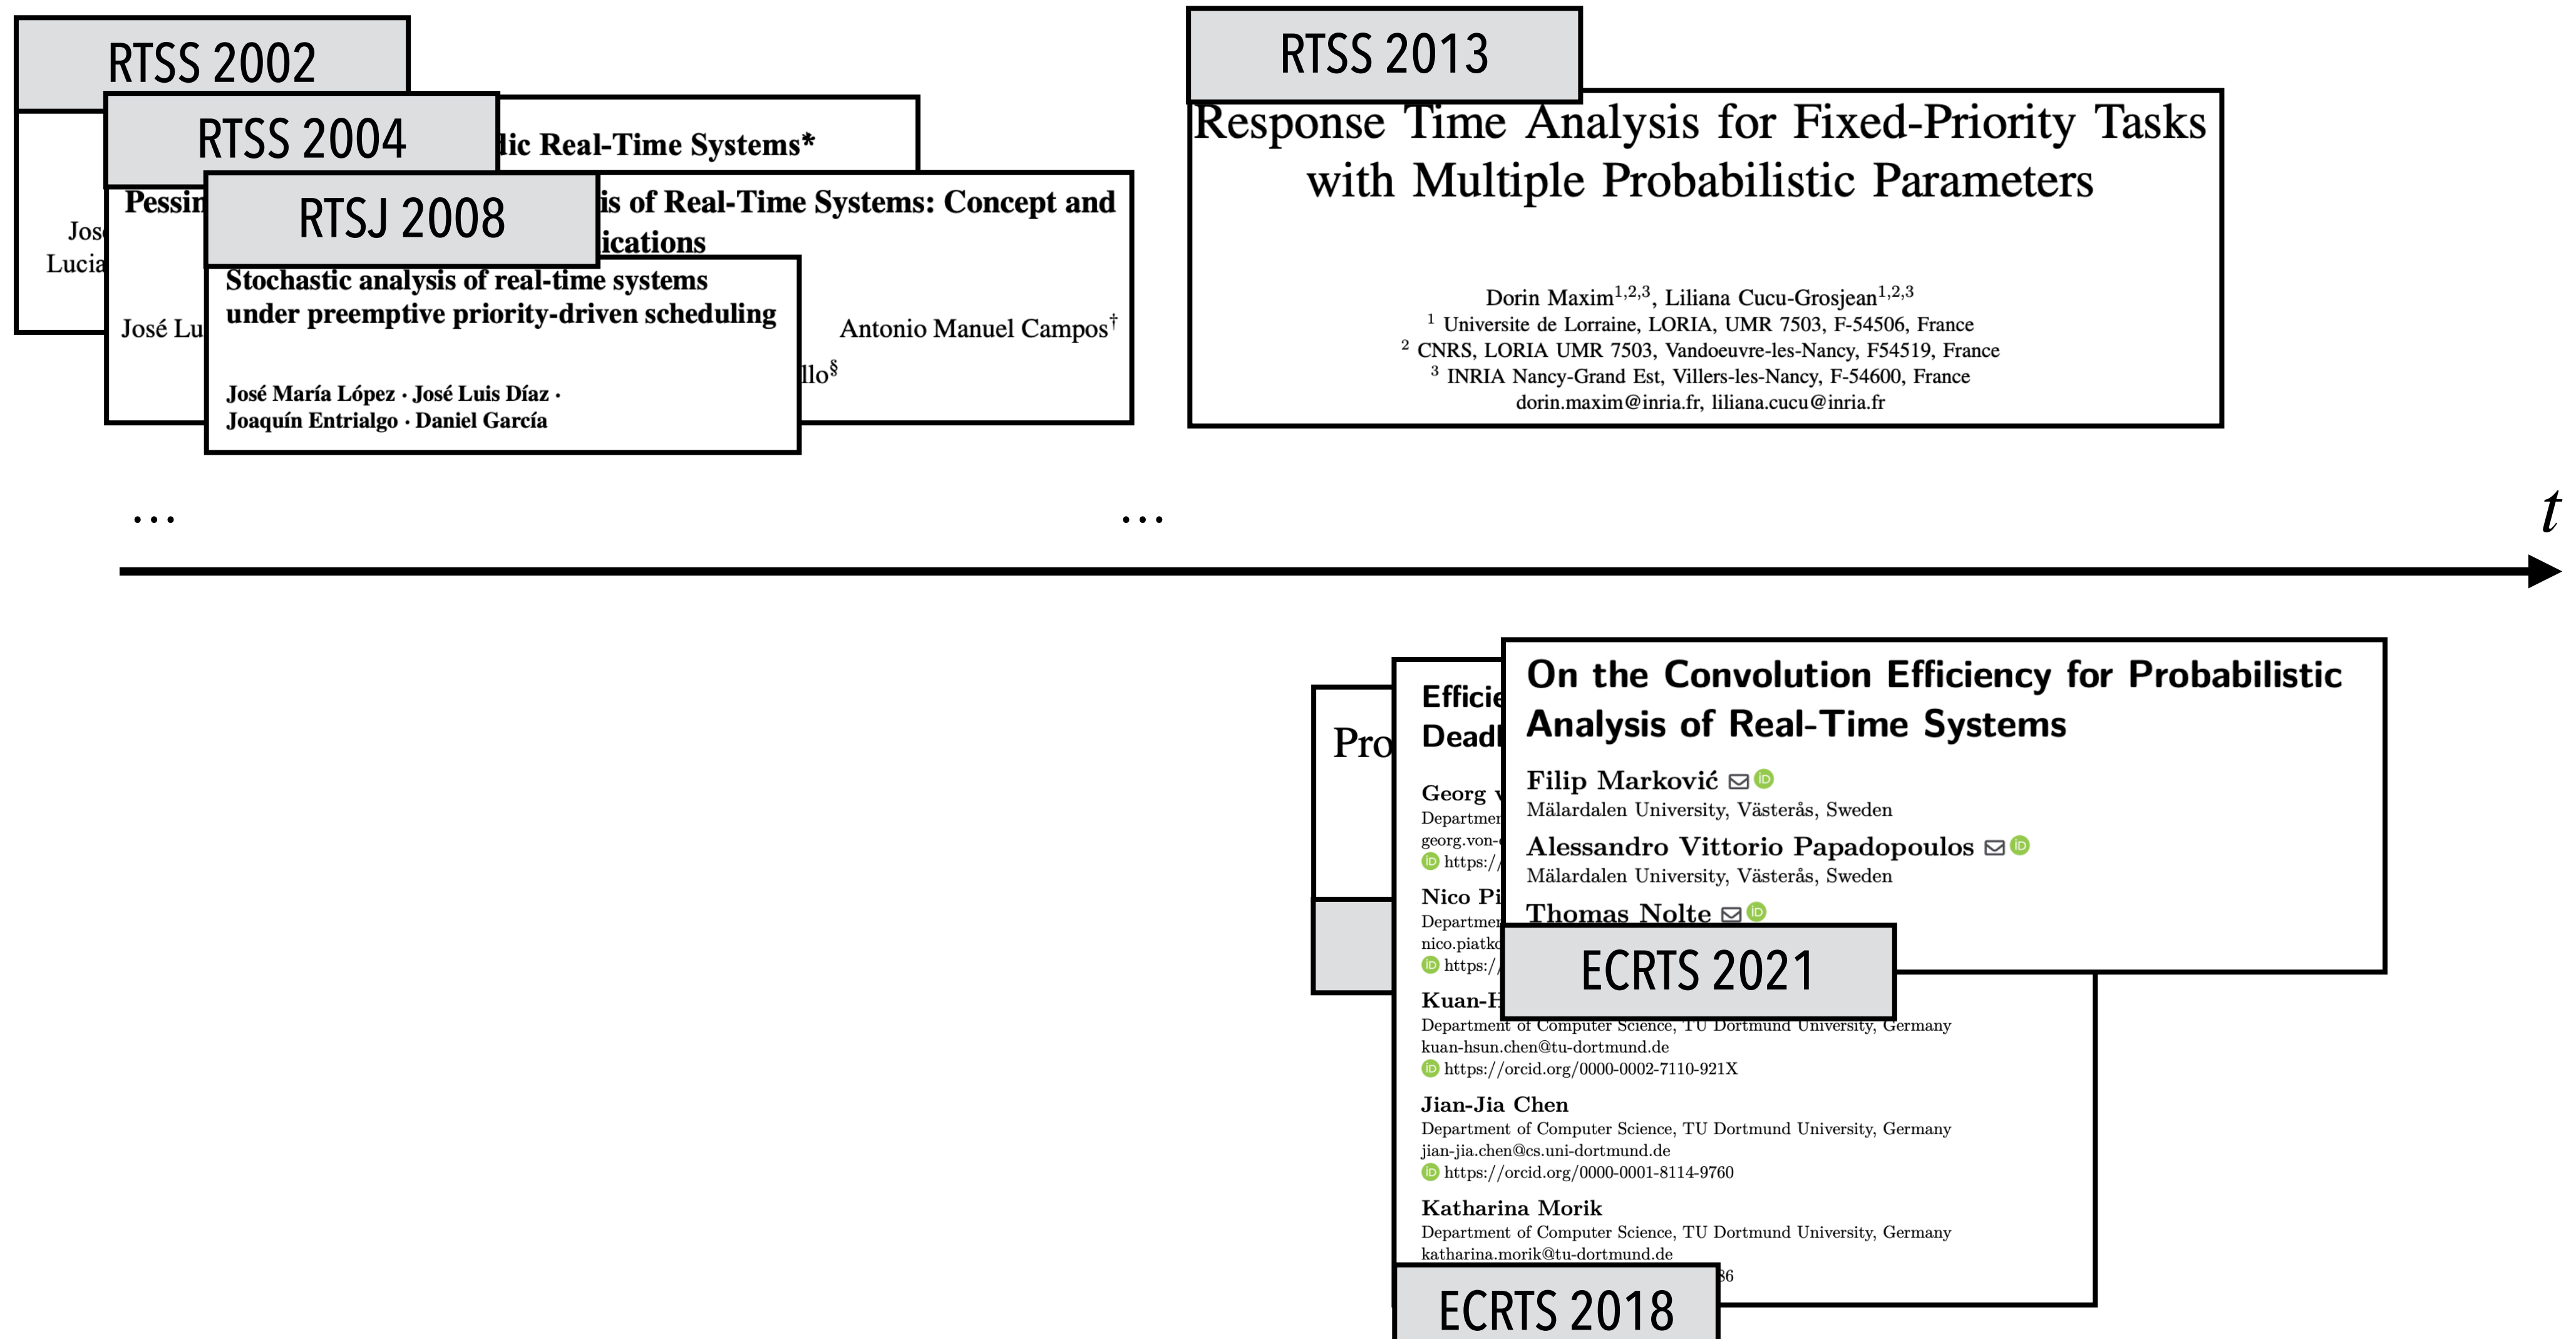 RTSS 2002
RTSS 2004
dic Real-Time Systems*
RTSJ 2008
Pessim
is of Real-Time Systems: Concept and
ications
José
Lucia
Stochastic analysis of real-time systems
under preemptive priority-driven scheduling
José Lu
Antonio Manuel Campos†
llo§
José María López · José Luis Díaz ·
Joaquín Entrialgo · Daniel García
RTSS 2013
Response Time Analysis for Fixed-Priority Tasks
with Multiple Probabilistic Parameters
Dorin Maxim1,2,3, Liliana Cucu-Grosjean1,2,3
1 Universite de Lorraine, LORIA, UMR 7503, F-54506, France
2 CNRS, LORIA UMR 7503, Vandoeuvre-les-Nancy, F54519, France
3 INRIA Nancy-Grand Est, Villers-les-Nancy, F-54600, France
dorin.maxim@inria.fr, liliana.cucu@inria.fr
...
...
t
Pro
Efficie
Deadl
Georg v
Departmen
georg.von-
https:/
Nico Pi
Departmen
nico.piatko
https:/
Kuan-H
Department of Computer Science, TU Dortmund University, Germany
kuan-hsun.chen@tu-dortmund.de
https://orcid.org/0000-0002-7110-921X
Jian-Jia Chen
Department of Computer Science, TU Dortmund University, Germany
jian-jia.chen@cs.uni-dortmund.de
https://orcid.org/0000-0001-8114-9760
Katharina Morik
Department of Computer Science, TU Dortmund University, Germany
katharina.morik@tu-dortmund.de
86
ECRTS 2018
On the Convolution Efficiency for Probabilistic
Analysis of Real-Time Systems
Filip Marković
Mälardalen University, Västerås, Sweden
Alessandro Vittorio Papadopoulos
Mälardalen University, Västerås, Sweden
Thomas Nolte
ECRTS 2021